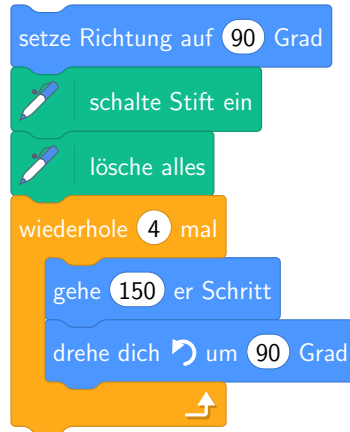 setze Richtung auf 90 Grad
schalte Stift ein
lösche alles
wiederhole 4 mal
gehe 150 er Schritt
drehe dich um 90 Grad